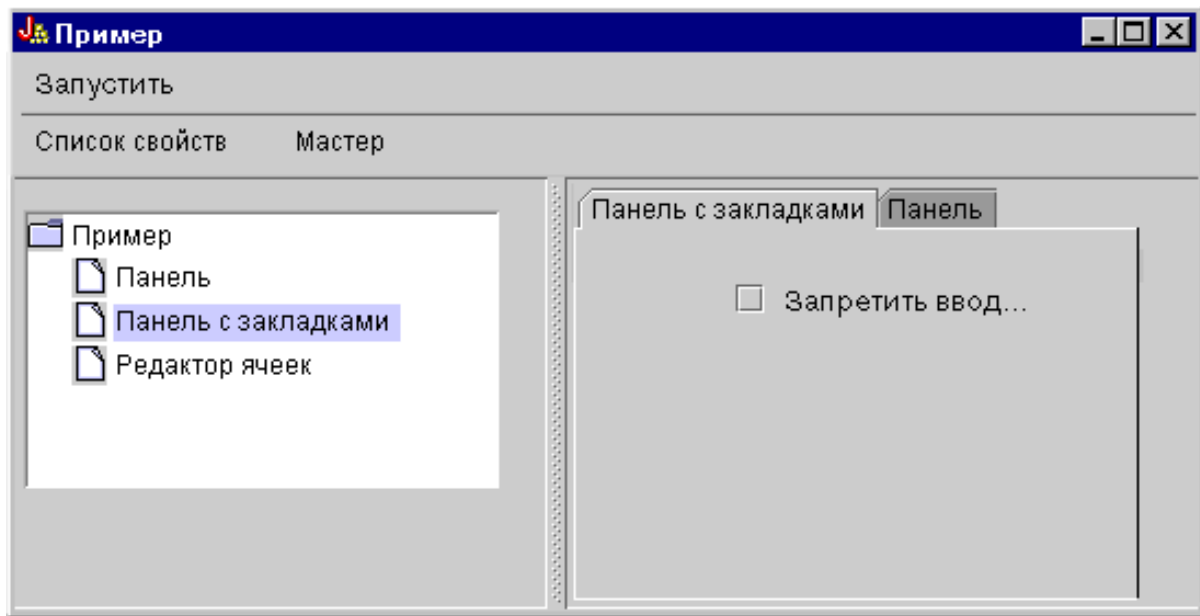 Пример
Запустить
Список свойств Мастер
Панель с закладками Панель
Пример
Панель
Панель с закладками
Редактор ячеек
Запретить ввод...